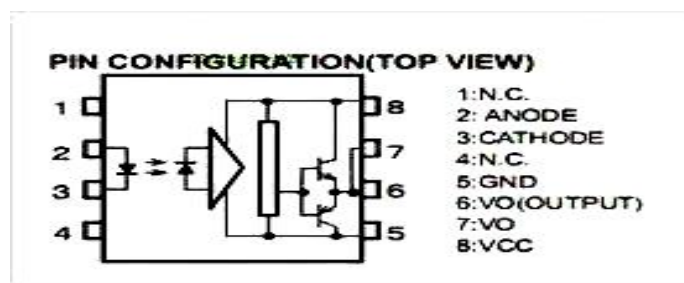 PIN CONFIGURATION(TOP VIEW)
1
2
3
4
8
7
6
5
1:N.C.
2: ANODE
3:CATHODE
4:N.C.
5:GND
6:VO(OUTPUT)
7:VO
8:VCC